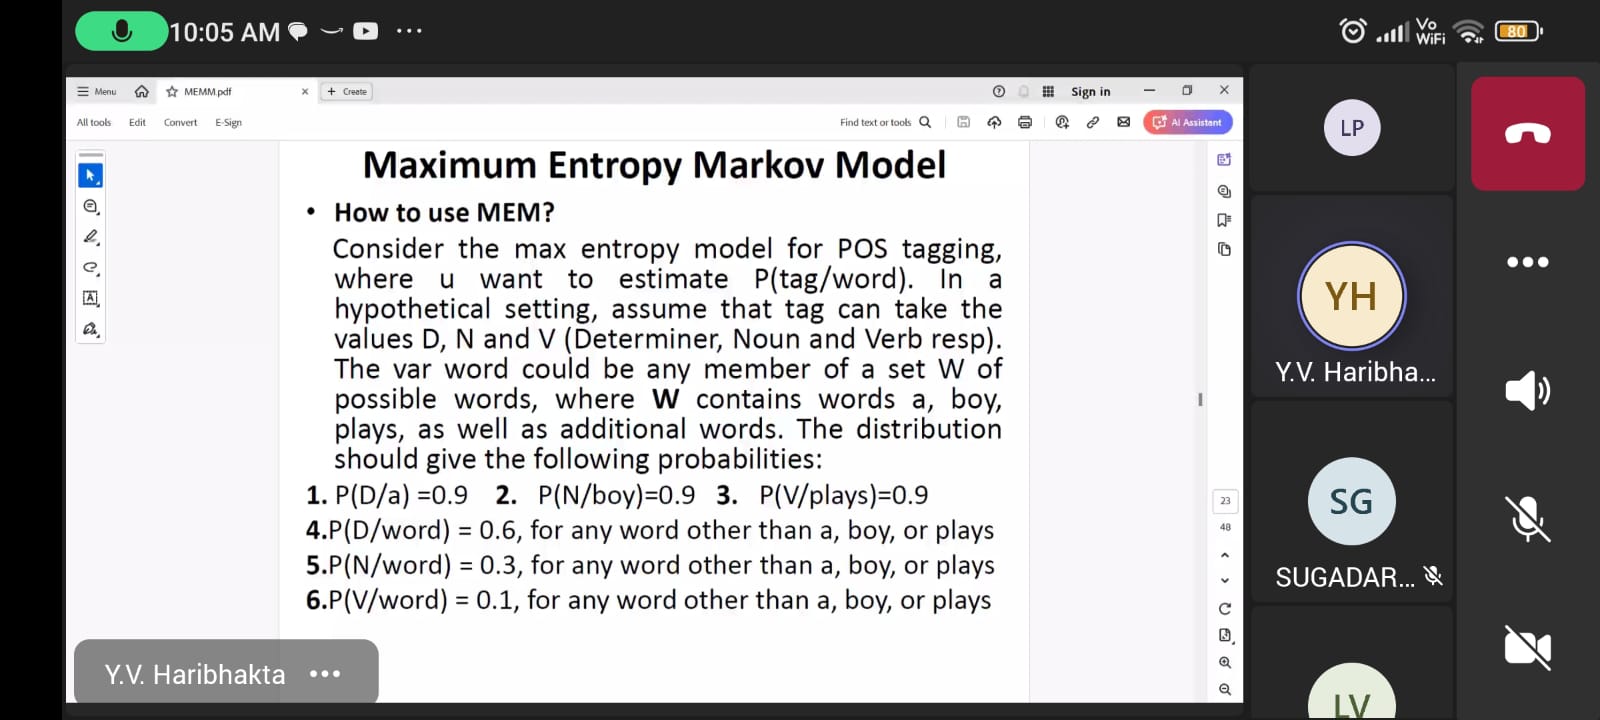 10:05 AM
Vo
WiFi
80
Menu
MEMM.pdf
+ Create
Sign in
All tools
Edit
Convert
E-Sign
Find text or tools
AI Assistant
Maximum Entropy Markov Model
• How to use MEM?
Consider the max entropy model for POS tagging,
where u want to estimate P(tag/word). In a
hypothetical setting, assume that tag can take the
values D, N and V (Determiner, Noun and Verb resp).
The var word could be any member of a set W of
possible words, where W contains words a, boy,
plays, as well as additional words. The distribution
should give the following probabilities:
1. P(D/a) =0.9 2. P(N/boy)=0.9 3. P(V/plays)=0.9
4.P(D/word) = 0.6, for any word other than a, boy, or plays
5.P(N/word) = 0.3, for any word other than a, boy, or plays
6.P(V/word) = 0.1, for any word other than a, boy, or plays
23
48
Y.V. Haribhakta
LP
YH
Y.V. Haribha...
SG
SUGADAR...
LV